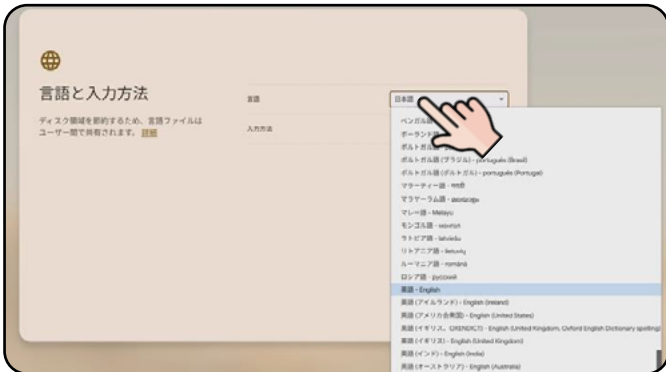 言語と入力方法
ディスク領域を節約するため、言語ファイルは
ユーザー間で共有されます。 詳細
言語
日本語
入力方法
ベンガル語
ポーランド
ポルトガル
ポルトガル語 (ブラジル) - português (Brasil)
ポルトガル語 (ポルトガル) - português (Portugal)
マラーティー語 - मराठी
マラヤーラム語 - മലയാളം
マレー語 - Melayu
モンゴル語 - монгол
ラトビア語 - latviešu
リトアニア語 - lietuvių
ルーマニア語 - română
ロシア語 - русский
英語 - English
英語 (アイルランド) - English (Ireland)
英語 (アメリカ合衆国) - English (United States)
英語 (イギリス、OXENDICT) - English (United Kingdom, Oxford English Dictionary spelling)
英語 (イギリス) - English (United Kingdom)
英語 (インド) - English (India)
英語 (オーストラリア) - English (Australia)